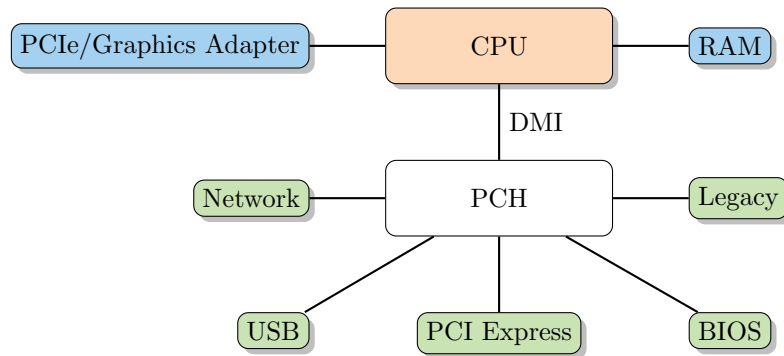 PCIe/Graphics Adapter
CPU
RAM
DMI
Network
PCH
Legacy
USB
PCI Express
BIOS